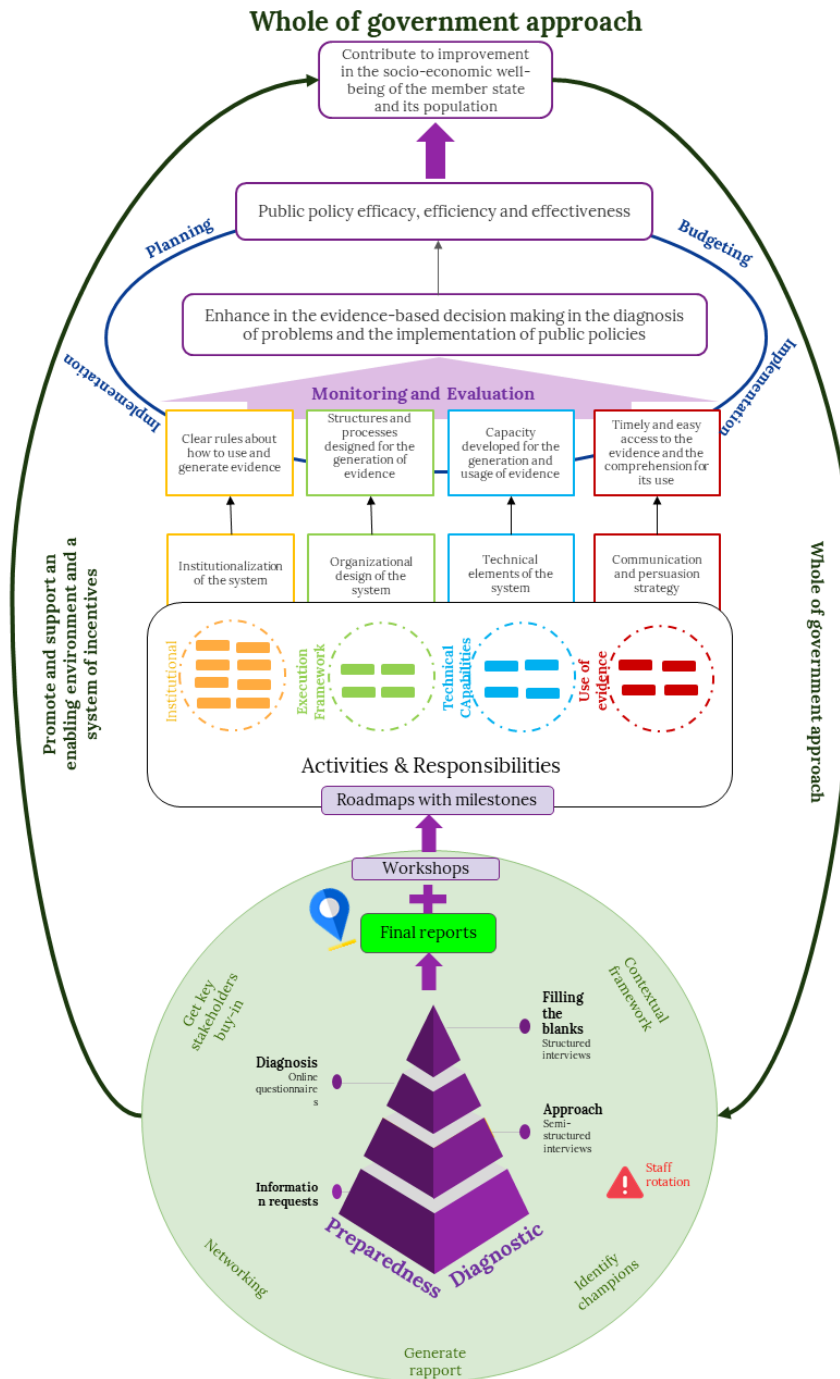 Whole of government approach
Contribute to improvement
in the socio-economic well-
being of the member state
and its population
Public policy efficacy, efficiency and effectiveness
Planning
Budgeting
Enhance in the evidence-based decision making in the diagnosis
of problems and the implementation of public policies
Implementation
Implementation
Monitoring and Evaluation
Clear rules about
how to use and
generate evidence
Structures and
processes
designed for the
generation of
evidence
Capacity
developed for the
generation and
usage of evidence
Timely and easy
access to the
evidence and the
comprehension for
its use
Institutionalization
of the system
Organizational
design of the
system
Technical
elements of the
system
Communication
and persuasion
strategy
Promote and support an
enabling environment and a
system of incentives
Whole of government approach
Institutional
Execution
Framework
Technical
CApabilities
Use of
evidence
Activities & Responsibilities
Roadmaps with milestones
Workshops
Final reports
Get key
stakeholders
buy-in
Contextual
framework
Filling
the
blanks
Structured
interviews
Diagnosis
Online
questionnaire
s
Approach
Semi-
structured
interviews
Staff
rotation
Informatio
n requests
Preparedness
Diagnostic
Networking
Identify
champions
Generate
rapport